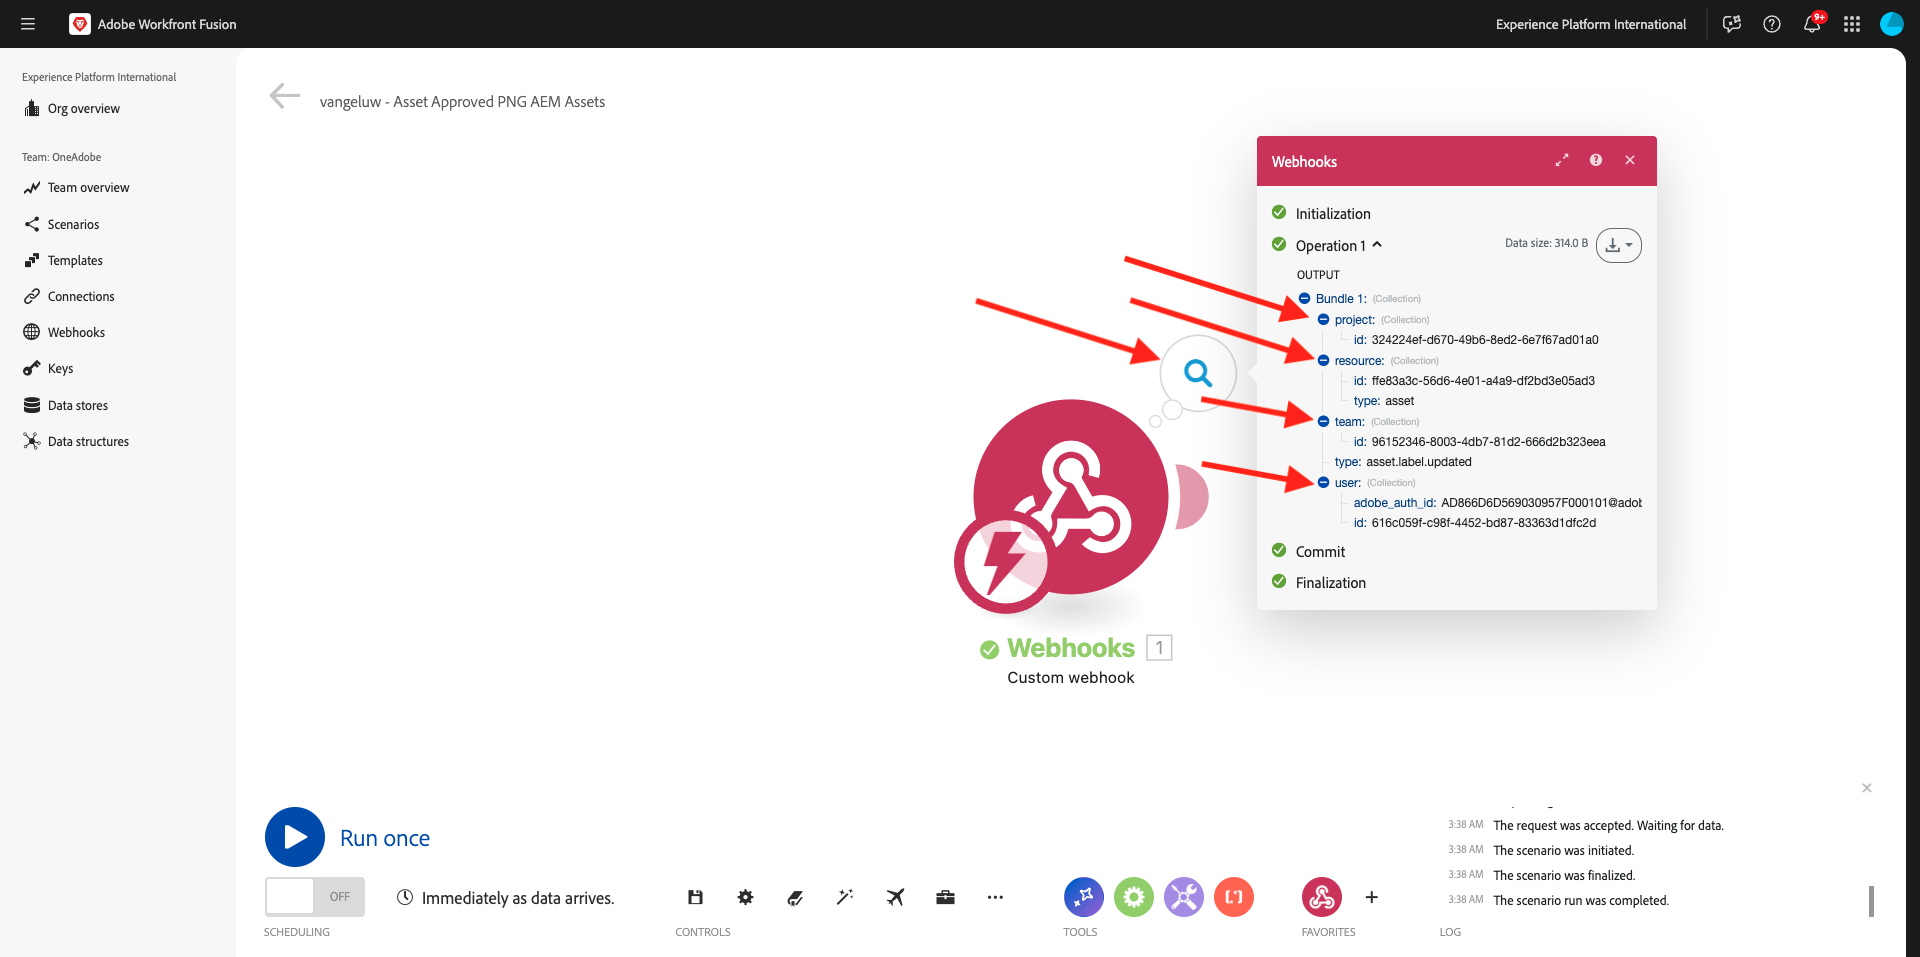 Adobe Workfront Fusion
Experience Platform International
9+
Experience Platform International
Org overview
Team: OneAdobe
Team overview
Scenarios
Templates
Connections
Webhooks
Keys
Data stores
Data structures
vangeluw - Asset Approved PNG AEM Assets
Webhooks
Initialization
Operation 1
Data size: 314.0 B
OUTPUT
Bundle 1: (Collection)
project: (Collection)
id: 324224ef-d670-49b6-8ed2-6e7f67ad01a0
resource: (Collection)
id: ffe83a3c-56d6-4e01-a4a9-df2bd3e05ad3
type: asset
team: (Collection)
id: 96152346-8003-4db7-81d2-666d2b323eea
type: asset.label.updated
user: (Collection)
adobe_auth_id: AD866D6D569030957F000101@adob
id: 616c059f-c98f-4452-bd87-83363d1dfc2d
Commit
Finalization
Webhooks 1
Custom webhook
Run once
OFF
Immediately as data arrives.
SCHEDULING
CONTROLS
TOOLS
FAVORITES
3:38 AM The request was accepted. Waiting for data.
3:38 AM The scenario was initiated.
3:38 AM The scenario was finalized.
3:38 AM The scenario run was completed.
LOG